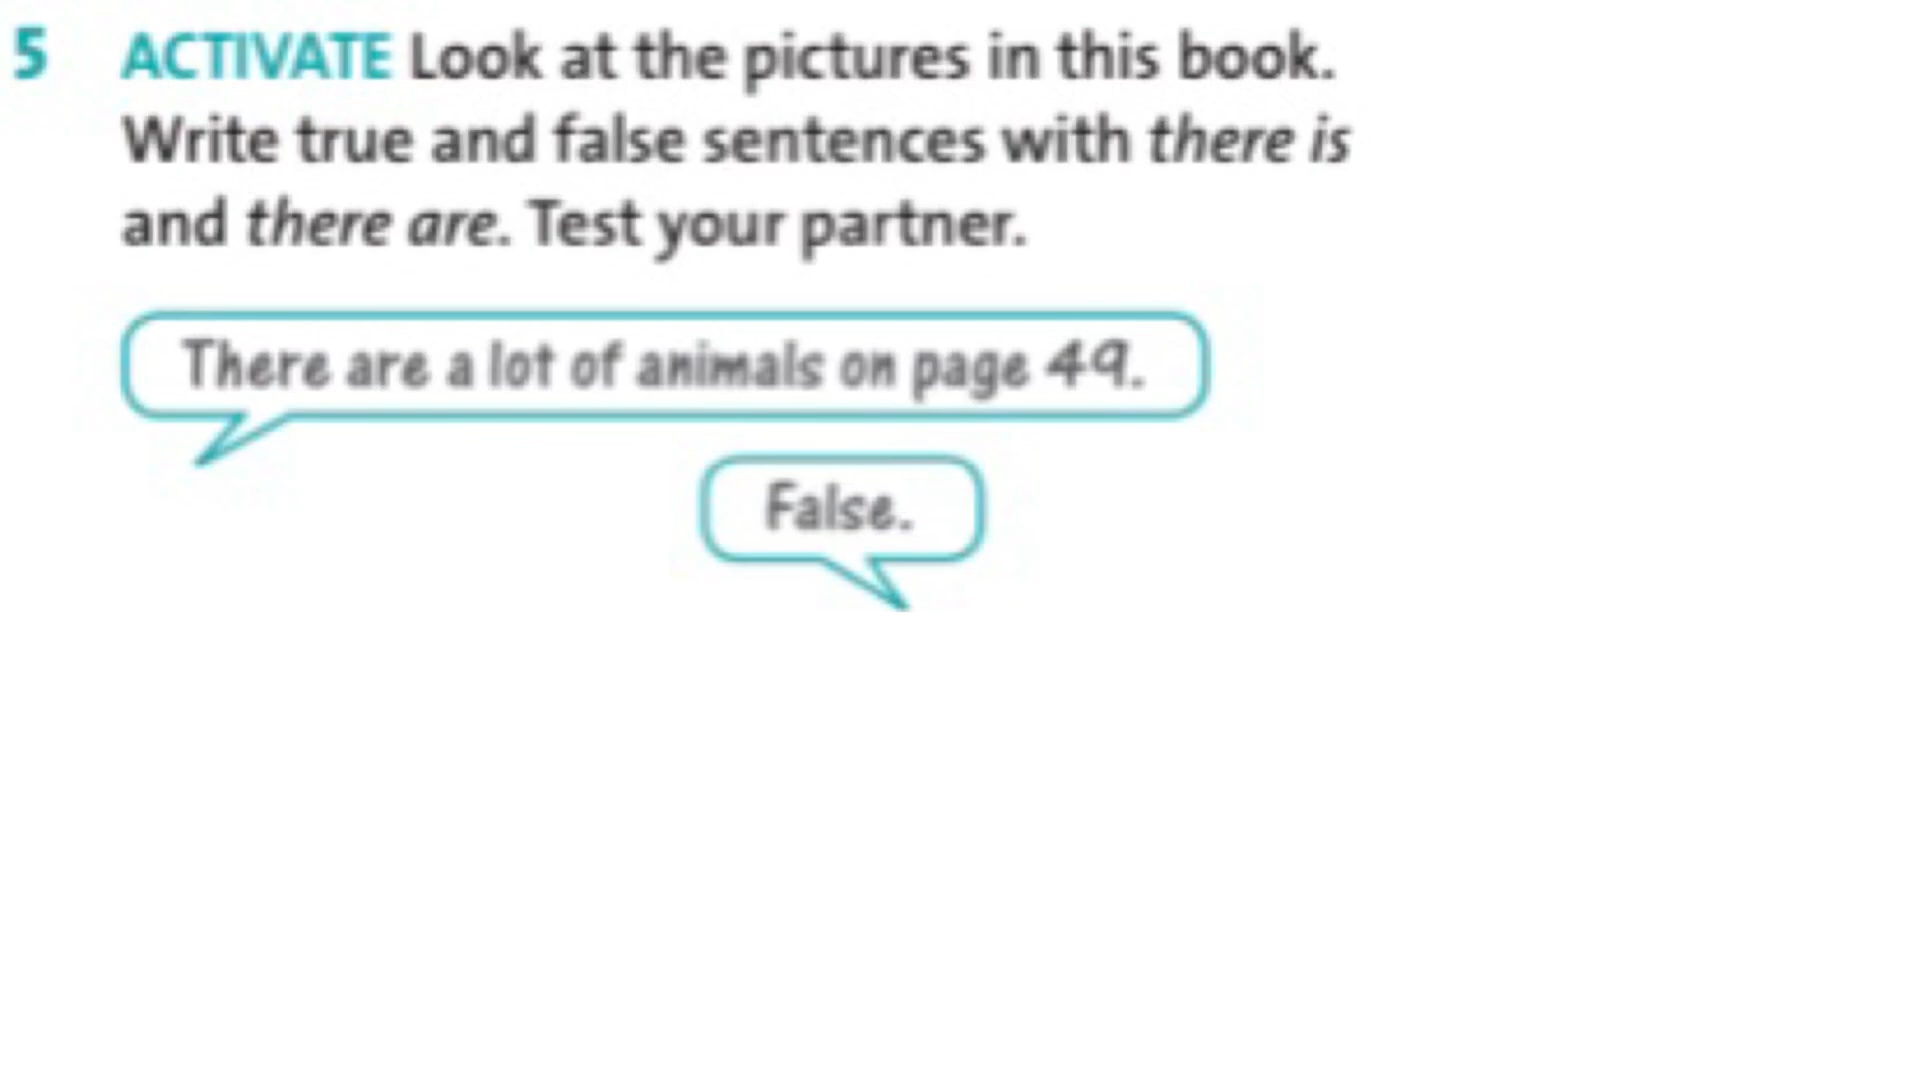 5 ACTIVATE Look at the pictures in this book.
Write true and false sentences with there is
and there are. Test your partner.
There are a lot of animals on page 49.
False.